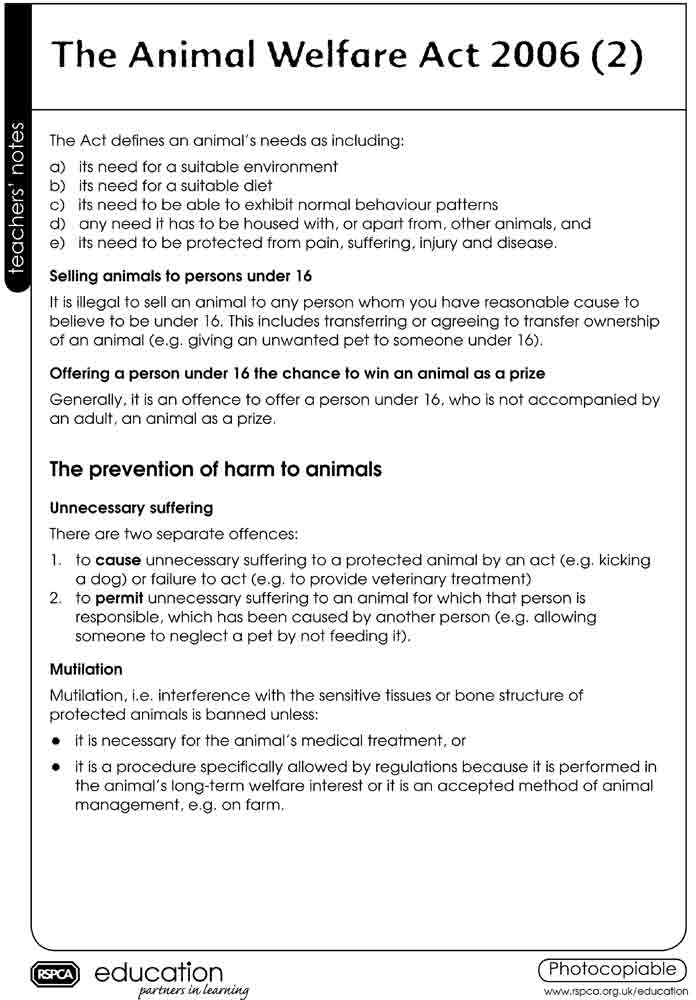 The Animal Welfare Act 2006 (2)
teachers' notes
The Act defines an animal's needs as including:
a) its need for a suitable environment
b) its need for a suitable diet
c) its need to be able to exhibit normal behaviour patterns
d) any need it has to be housed with, or apart from, other animals, and
e) its need to be protected from pain, suffering, injury and disease.
Selling animals to persons under 16
It is illegal to sell an animal to any person whom you have reasonable cause to
believe to be under 16. This includes transferring or agreeing to transfer ownership
of an animal (e.g. giving an unwanted pet to someone under 16).
Offering a person under 16 the chance to win an animal as a prize
Generally, it is an offence to offer a person under 16, who is not accompanied by
an adult, an animal as a prize.
The prevention of harm to animals
Unnecessary suffering
There are two separate offences:
1. to cause unnecessary suffering to a protected animal by an act (e.g. kicking
a dog) or failure to act (e.g. to provide veterinary treatment)
2. to permit unnecessary suffering to an animal for which that person is
responsible, which has been caused by another person (e.g. allowing
someone to neglect a pet by not feeding it).
Mutilation
Mutilation, i.e. interference with the sensitive tissues or bone structure of
protected animals is banned unless:
● it is necessary for the animal's medical treatment, or
● it is a procedure specifically allowed by regulations because it is performed in
the animal's long-term welfare interest or it is an accepted method of animal
management, e.g. on farm.
RSPCA education
partners in learning
Photocopiable
www.rspca.org.uk/education